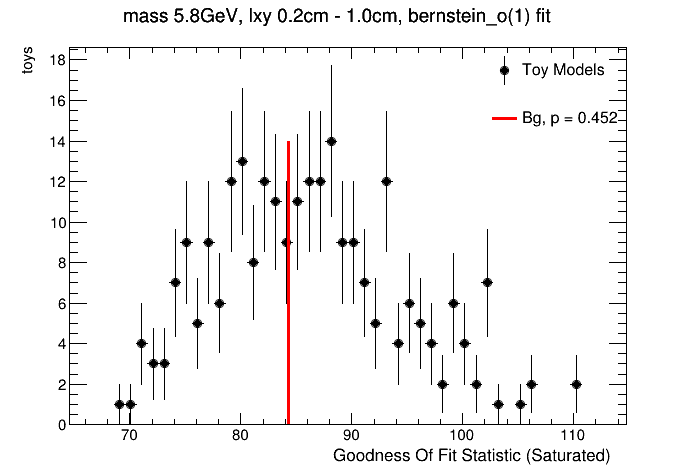 mass 5.8GeV, lxy 0.2cm - 1.0cm, bernstein_o(1) fit
toys
18
16
14
12
10
8
6
4
2
0
Toy Models
Bg, p = 0.452
70 80 90 100 110
Goodness Of Fit Statistic (Saturated)